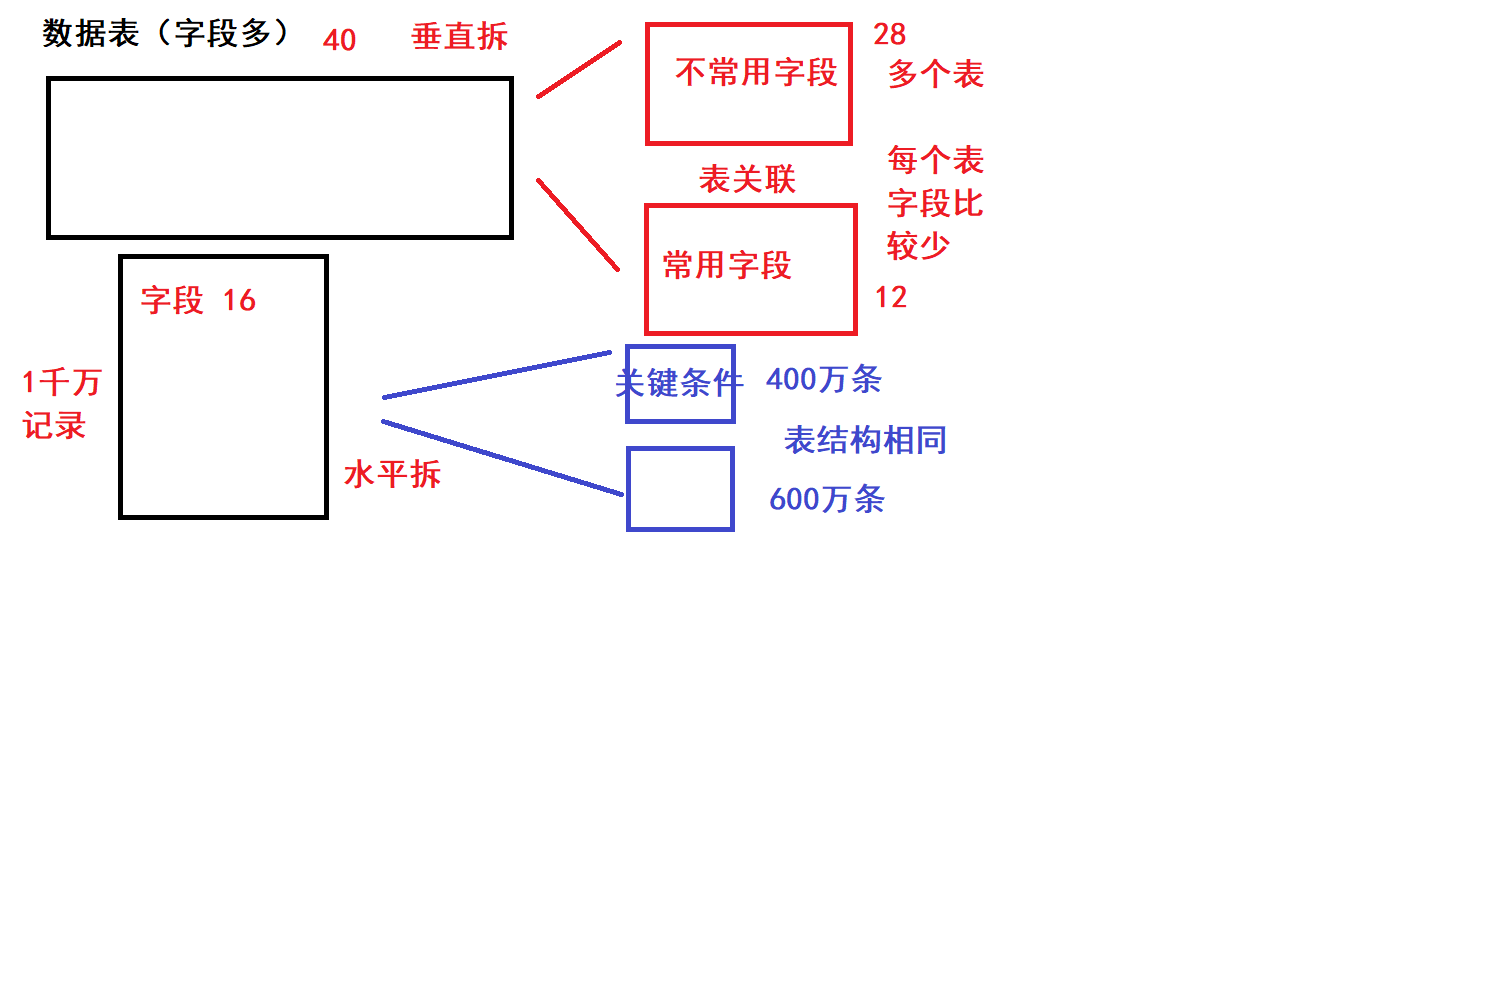 数据表（字段多） 40 垂直拆
28
不常用字段 多个表
表关联
每个表
字段比
较少
常用字段
12
字段 16
1千万
记录
水平拆
关键条件 400万条
表结构相同
600万条